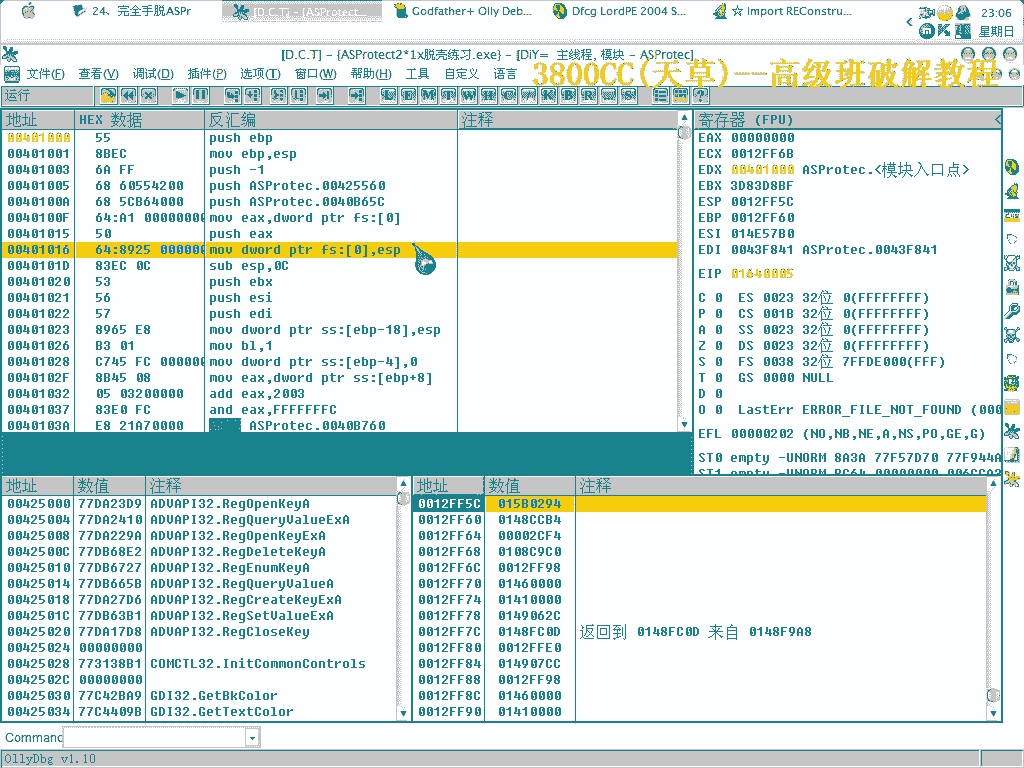 24、完全手脱ASPr
[D.C.T] - {ASProtect...
Godfather+ Olly Deb...
Dfcg LordPE 2004 S...
☆ Import REConstru...
23:06
星期日
[D.C.T] - {ASProtect2*1x脱壳练习.exe} - [DiY= 主线程, 模块 - ASProtec]
文件(F) 查看(V) 调试(D) 插件(P) 选项(T) 窗口(W) 帮助(H) 工具 自定义 语言
3800CC(天草)--高级班破解教程
运行
L E M T W H C K B R S ?
地址 HEX 数据 反汇编 注释
00401000 55 push ebp
00401001 8BEC mov ebp,esp
00401003 6A FF push -1
00401005 68 60554200 push ASProtec.00425560
0040100A 68 5CB64000 push ASProtec.0040B65C
0040100F 64:A1 00000000 mov eax,dword ptr fs:[0]
00401015 50 push eax
00401016 64:8925 000000 mov dword ptr fs:[0],esp
0040101D 83EC 0C sub esp,0C
00401020 53 push ebx
00401021 56 push esi
00401022 57 push edi
00401023 8965 E8 mov dword ptr ss:[ebp-18],esp
00401026 B3 01 mov bl,1
00401028 C745 FC 000000 mov dword ptr ss:[ebp-4],0
0040102F 8B45 08 mov eax,dword ptr ss:[ebp+8]
00401032 05 03200000 add eax,2003
00401037 83E0 FC and eax,FFFFFFFC
0040103A E8 21A70000 ASProtec.0040B760
寄存器 (FPU) <
EAX 00000000
ECX 0012FF6B
EDX 00401000 ASProtec.<模块入口点>
EBX 3D83D8BF
ESP 0012FF5C
EBP 0012FF60
ESI 014E57B0
EDI 0043F841 ASProtec.0043F841
EIP 01640005
C 0 ES 0023 32位 0(FFFFFFFF)
P 0 CS 001B 32位 0(FFFFFFFF)
A 0 SS 0023 32位 0(FFFFFFFF)
Z 0 DS 0023 32位 0(FFFFFFFF)
S 0 FS 0038 32位 7FFDE000(FFF)
T 0 GS 0000 NULL
D 0
O 0 LastErr ERROR_FILE_NOT_FOUND (000
EFL 00000202 (NO,NB,NE,A,NS,PO,GE,G)
ST0 empty -UNORM 8A3A 77F57D70 77F944A
地址 数值 注释
00425000 77DA23D9 ADVAPI32.RegOpenKeyA
00425004 77DA2410 ADVAPI32.RegQueryValueExA
00425008 77DA229A ADVAPI32.RegOpenKeyExA
0042500C 77DB68E2 ADVAPI32.RegDeleteKeyA
00425010 77DB6727 ADVAPI32.RegEnumKeyA
00425014 77DB665B ADVAPI32.RegQueryValueA
00425018 77DA27D6 ADVAPI32.RegCreateKeyExA
0042501C 77DB63B1 ADVAPI32.RegSetValueExA
00425020 77DA17D8 ADVAPI32.RegCloseKey
00425024 00000000
00425028 773138B1 COMCTL32.InitCommonControls
0042502C 00000000
00425030 77C42BA9 GDI32.GetBkColor
00425034 77C4409B GDI32.GetTextColor
地址 数值 注释
0012FF5C 015B0294
0012FF60 0148CCB4
0012FF64 00002CF4
0012FF68 0108C9C0
0012FF6C 0012FF98
0012FF70 01460000
0012FF74 01410000
0012FF78 0149062C
0012FF7C 0148FC0D 返回到 0148FC0D 来自 0148F9A8
0012FF80 0012FFE0
0012FF84 014907CC
0012FF88 0012FF98
0012FF8C 01460000
0012FF90 01410000
Command
OllyDbg v1.10